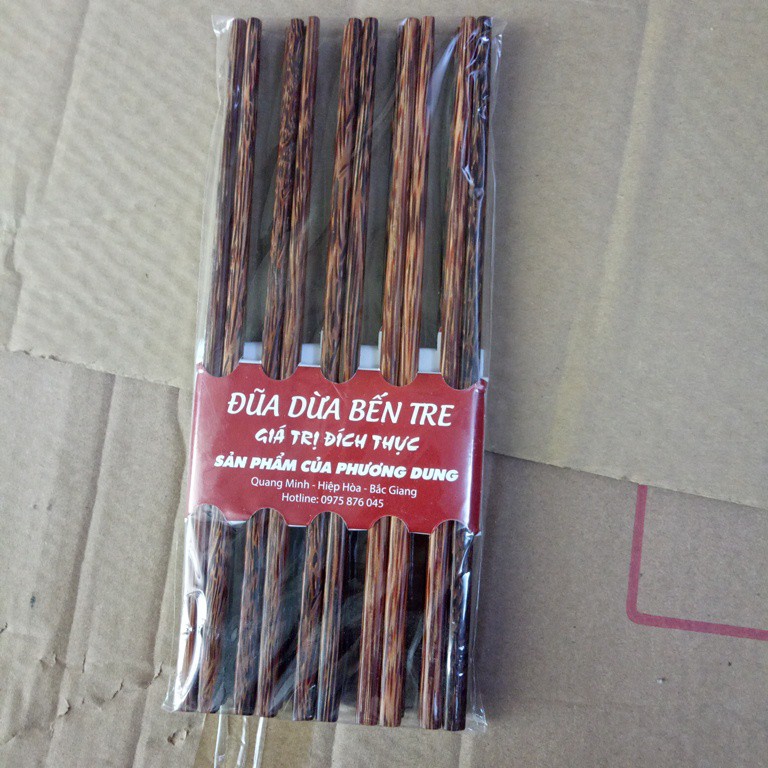 ĐŨA DỪA BẾN TRE
GIÁ TRỊ ĐÍCH THỰC
SẢN PHẨM CỦA PHƯƠNG DUNG
Quang Minh - Hiệp Hòa - Bắc Giang
Hotline: 0975 876 045